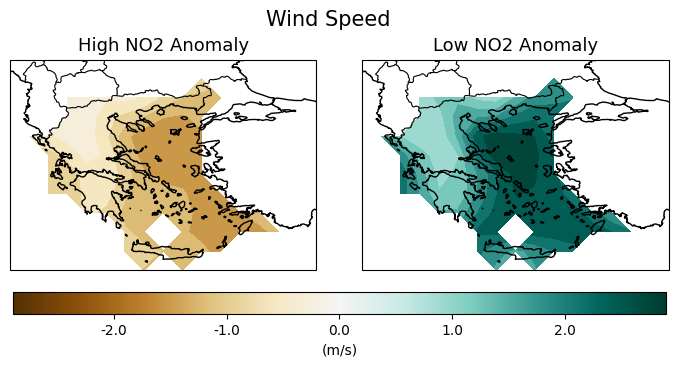 Wind Speed
High NO2 Anomaly
Low NO2 Anomaly
-2.0
-1.0
0.0
1.0
2.0
(m/s)